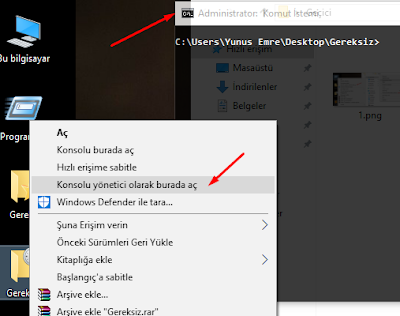 Administrator: Komut İstemi
C:\Users\Yunus Emre\Desktop\Gereksiz>
Hızlı erişim
Masaüstü
İndirilenler
Belgeler
Resimler
1.png
Bu bilgisayar
Program
Gere
Gereks
Aç
Konsolu burada aç
Hızlı erişime sabitle
Konsolu yönetici olarak burada aç
Windows Defender ile tara...
Şuna Erişim verin
Önceki Sürümleri Geri Yükle
Kitaplığa ekle
Başlangıç'a sabitle
Arşive ekle...
Arşive ekle "Gereksiz.rar"